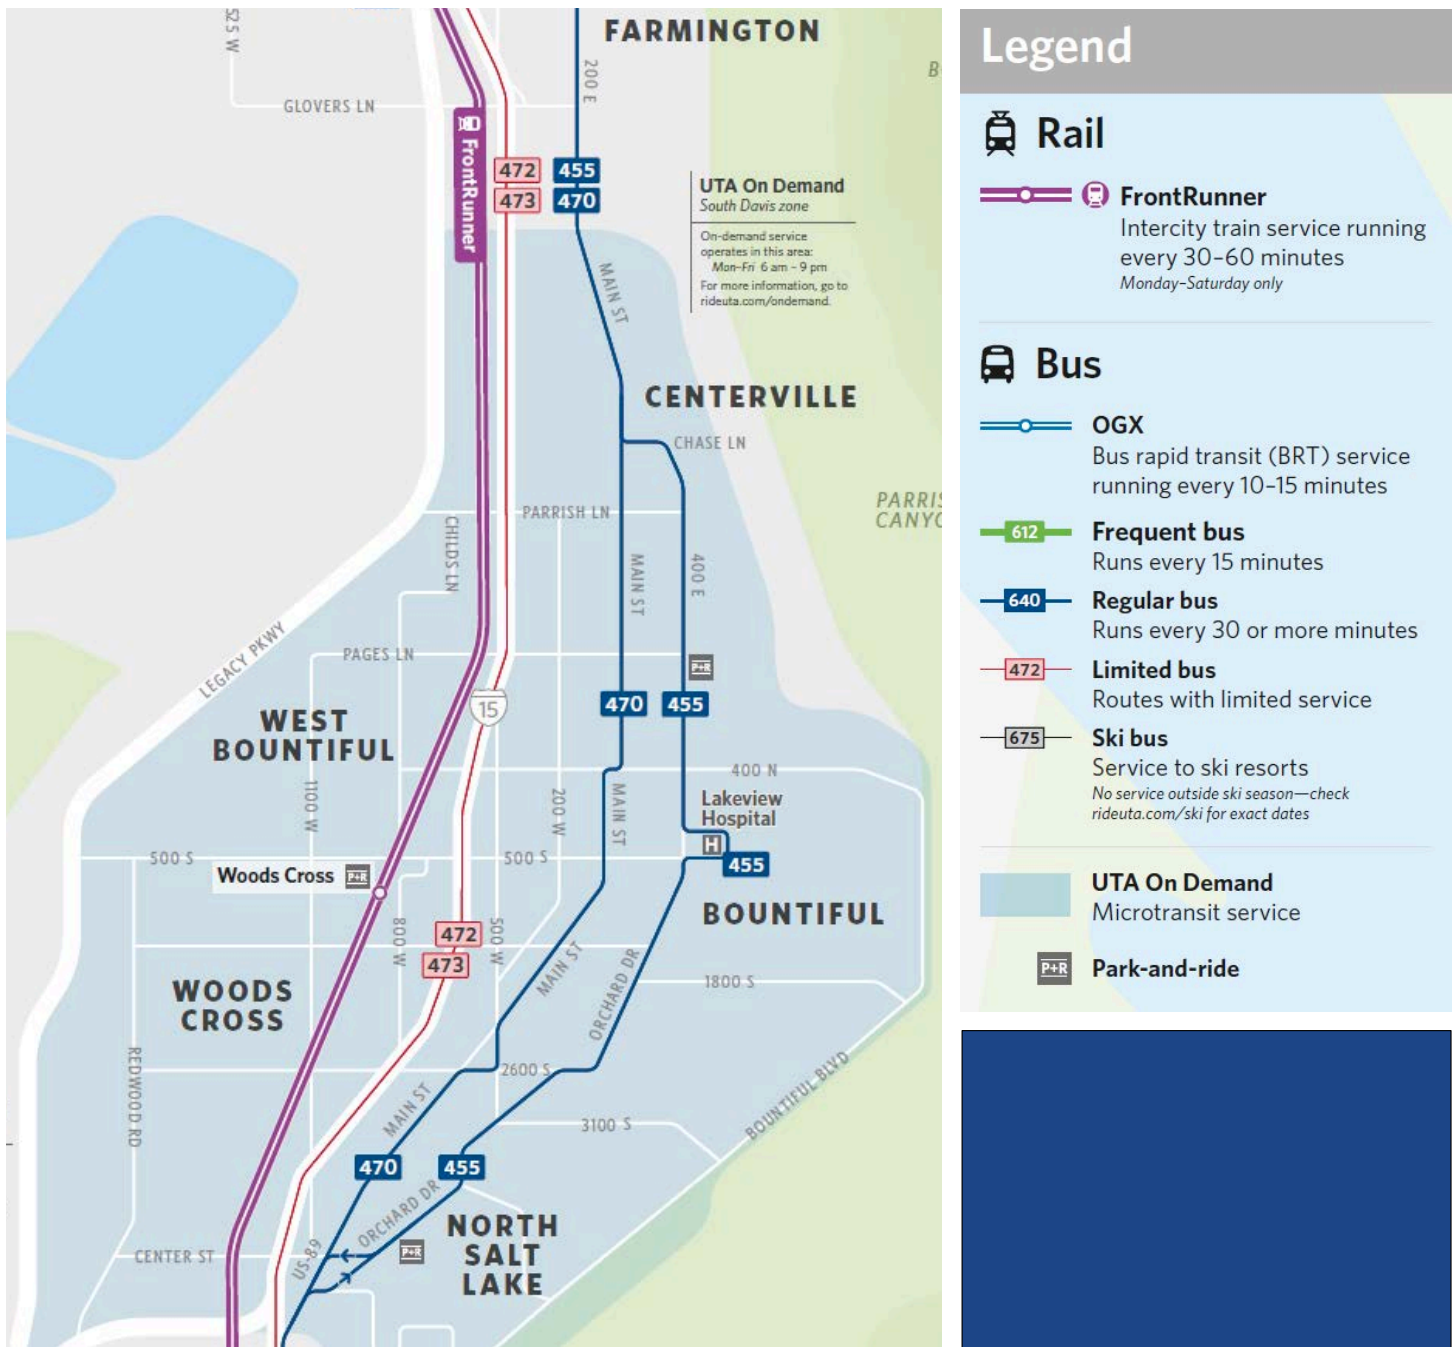 FARMINGTON
200 E
GLOVERS LN
FrontRunner
472
455
473
470
UTA On Demand
South Davis zone
On-demand service
operates in this area:
Mon–Fri 6 am – 9 pm
For more information, go to
rideuta.com/ondemand.
MAIN ST
CENTERVILLE
CHASE LN
PARRISH LN
CHILDS LN
MAIN ST
400 E
LEGACY PKWY
PAGES LN
P+R
470
455
15
WEST
BOUNTIFUL
400 N
1100 W
200 W
MAIN ST
Lakeview
Hospital
H
455
500 S
500 S
Woods Cross P+R
BOUNTIFUL
800 W
472
500 W
473
MAIN ST
ORCHARD DR
1800 S
WOODS
CROSS
REDWOOD RD
2600 S
BOUNTIFUL BLVD
MAIN ST
3100 S
470
455
ORCHARD DR
NORTH
SALT
LAKE
P+R
US-89
CENTER ST
Legend
Rail
FrontRunner
Intercity train service running
every 30–60 minutes
Monday–Saturday only
Bus
OGX
Bus rapid transit (BRT) service
running every 10–15 minutes
612 Frequent bus
Runs every 15 minutes
640 Regular bus
Runs every 30 or more minutes
472 Limited bus
Routes with limited service
675 Ski bus
Service to ski resorts
No service outside ski season—check
rideuta.com/ski for exact dates
UTA On Demand
Microtransit service
P+R Park-and-ride